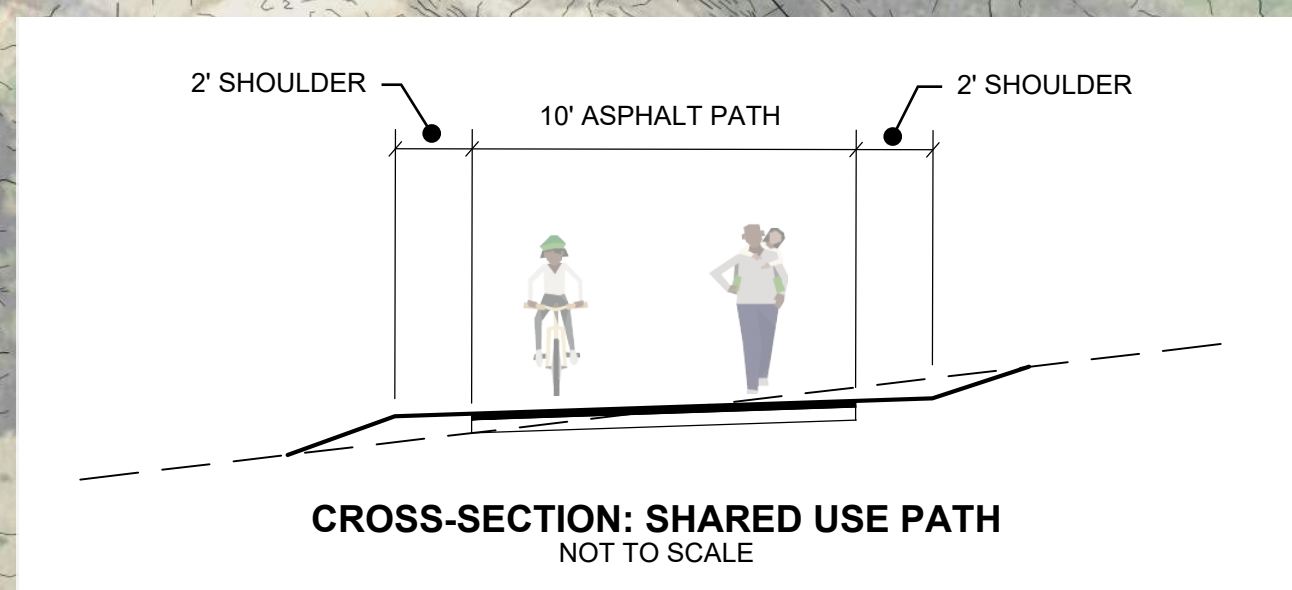 2' SHOULDER
2' SHOULDER
10' ASPHALT PATH
CROSS-SECTION: SHARED USE PATH
NOT TO SCALE